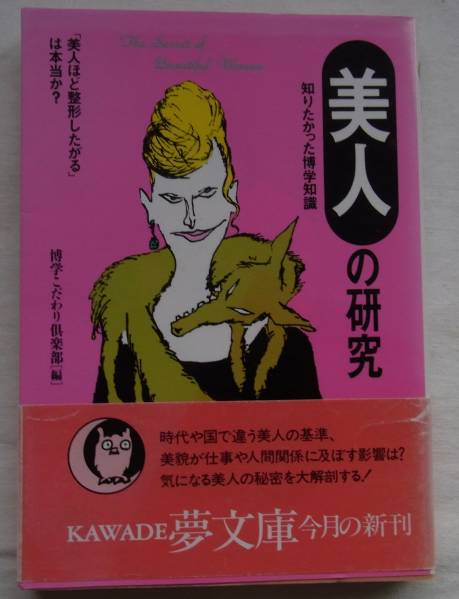 美人の研究
知りたかった博学知識
The Secret of
Beautiful Woman
「美人ほど整形したがる」
は本当か?
博学こだわり倶楽部[編]
時代や国で違う美人の基準、
美貌が仕事や人間関係に及ぼす影響は?
気になる美人の秘密を大解剖する!
KAWADE夢文庫今月の新刊